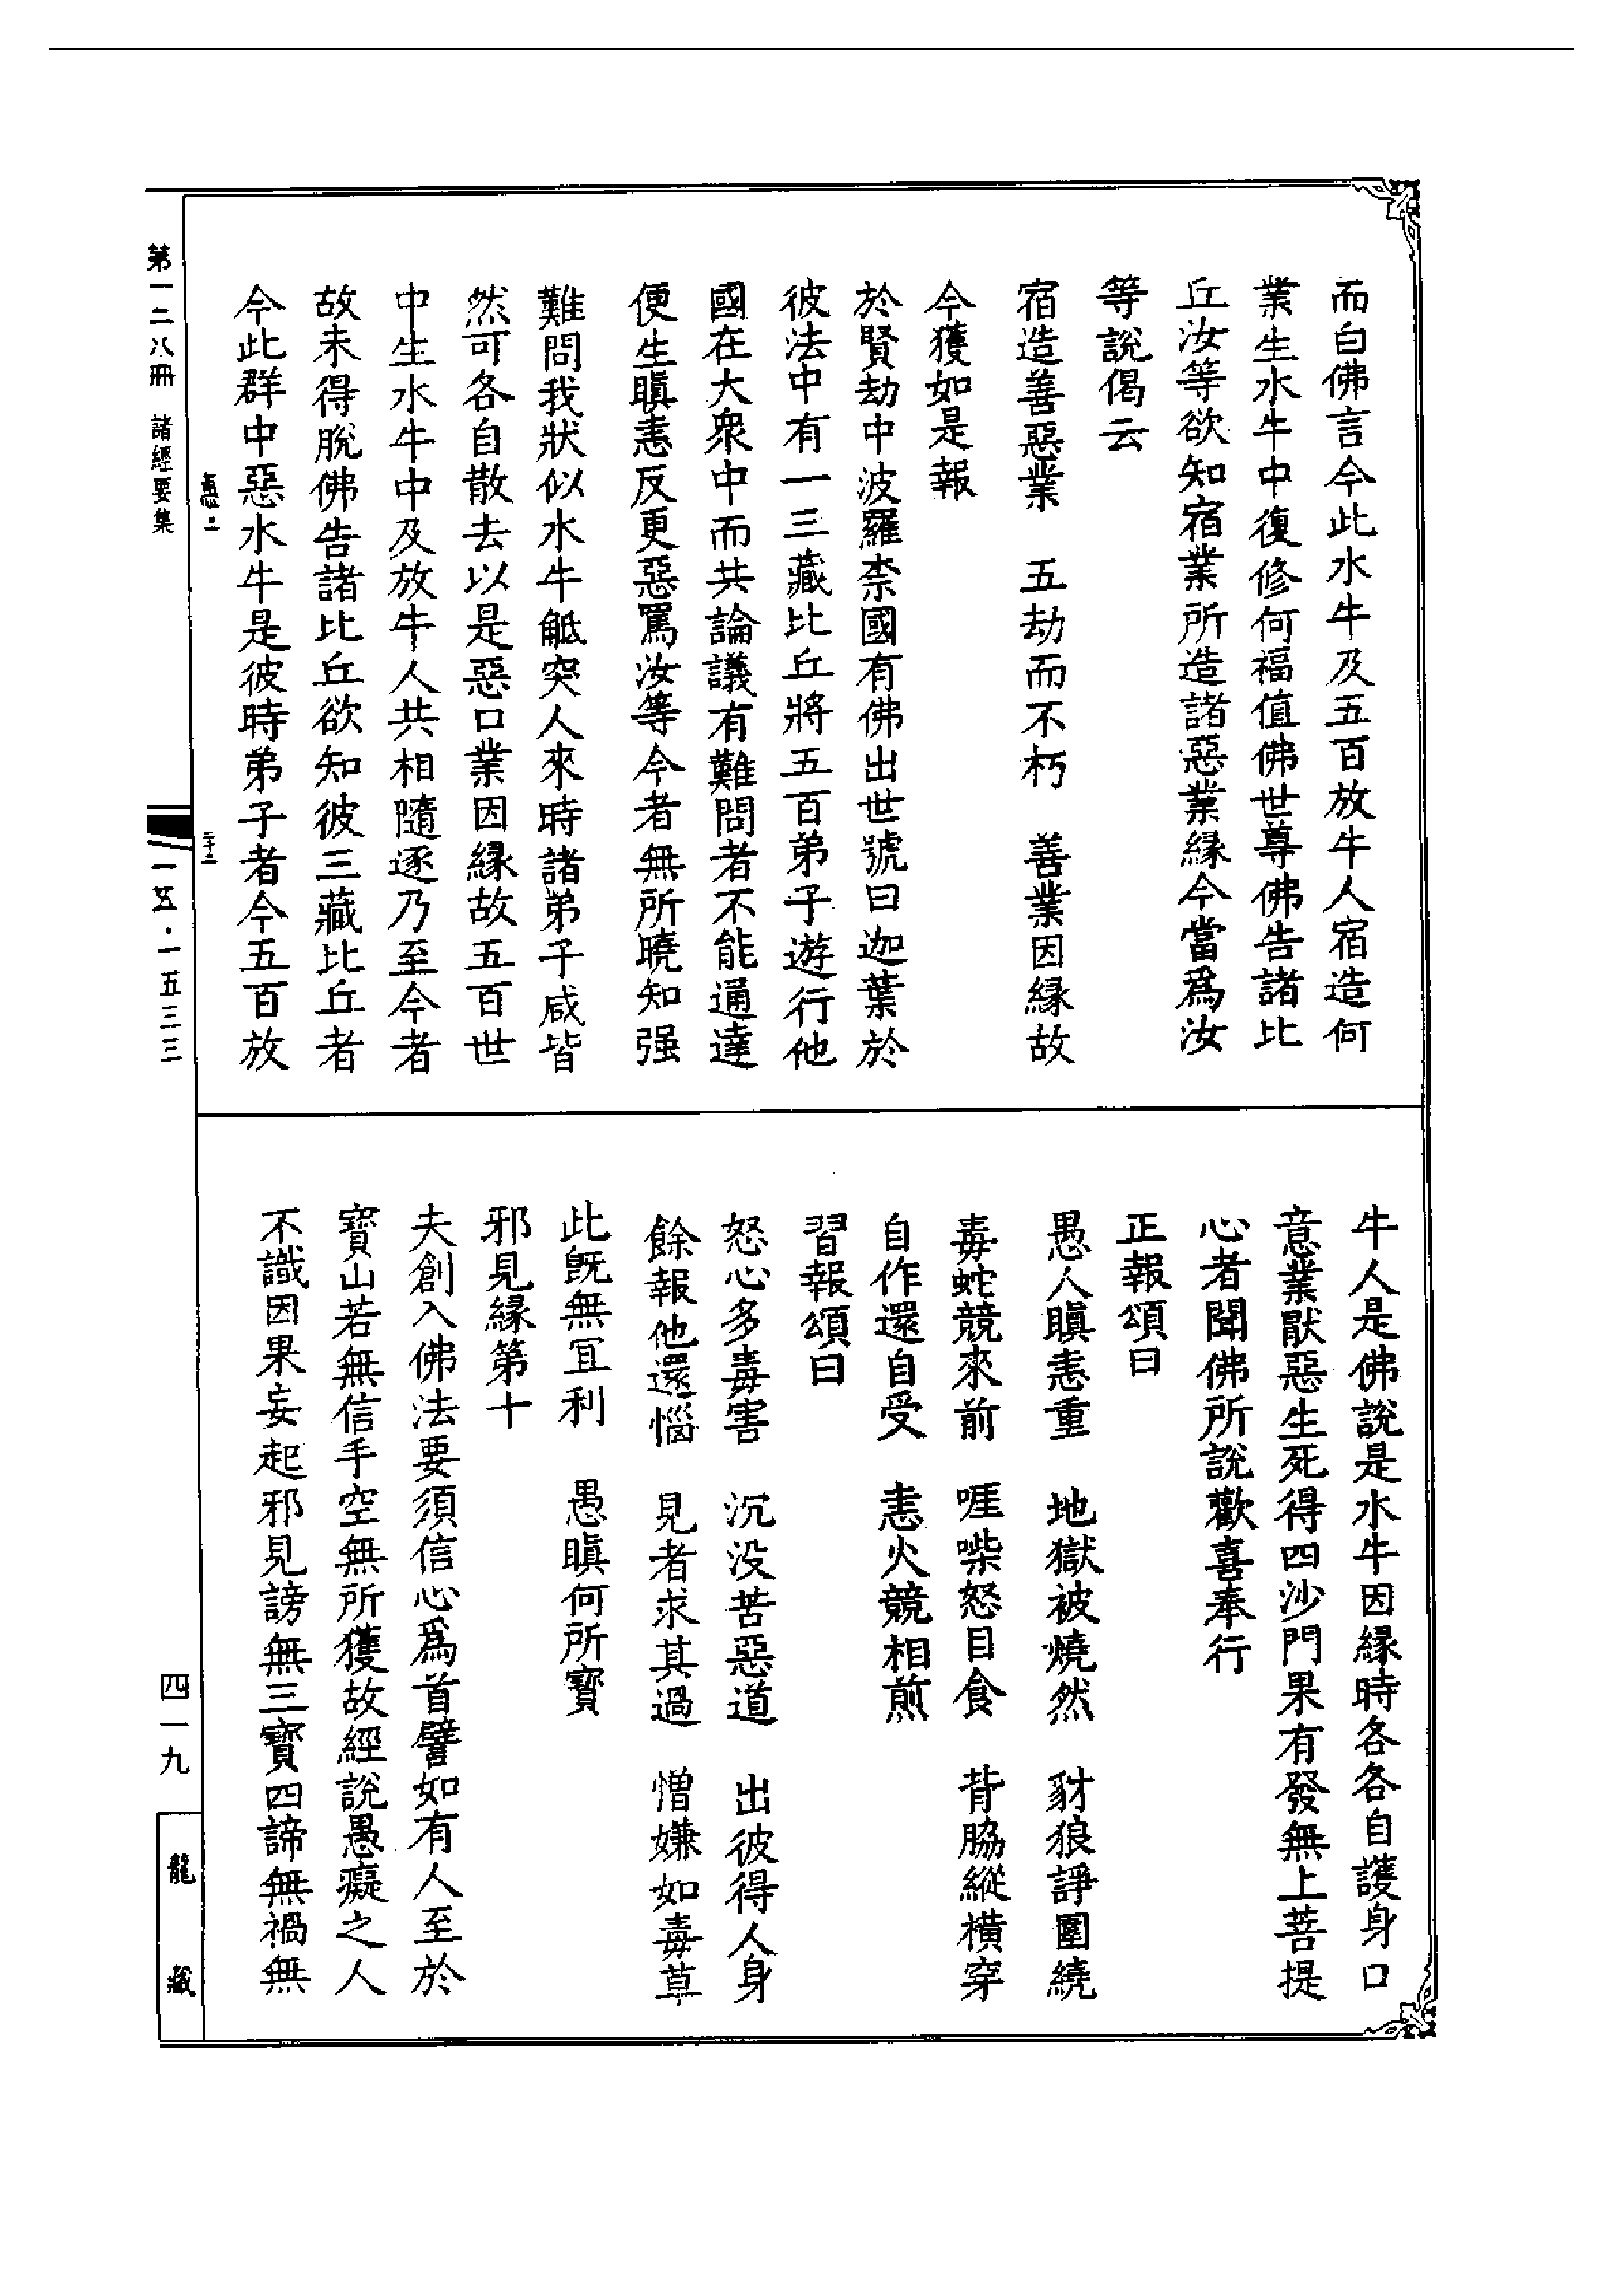 而白佛言今此水牛及五百放牛人宿造何
業生水牛中復修何福值佛世尊佛告諸比
丘汝等欲知宿業所造諸惡業緣今當爲汝
等說偈云
宿造善惡業　五劫而不朽　善業因緣故
今獲如是報
於賢劫中波羅柰國有佛出世號曰迦葉於
彼法中有一三藏比丘將五百弟子遊行他
國在大衆中而共論議有難問者不能通達
便生瞋恚反更惡罵汝等今者無所曉知强
難問我狀似水牛觝突人來時諸弟子咸皆
然可各自散去以是惡口業因緣故五百世
中生水牛中及放牛人共相隨逐乃至今者
故未得脫佛告諸比丘欲知彼三藏比丘者
今此群中惡水牛是彼時弟子者今五百放
牛人是佛說是水牛因緣時各各自護身口
意業厭惡生死得四沙門果有發無上菩提
心者聞佛所說歡喜奉行
正報頌曰
愚人瞋恚重　地獄被燒然　豺狼諍圍繞
毒蛇競來前　啀喍怒目食　背脇縱橫穿
自作還自受　恚火競相煎
習報頌曰
怒心多毒害　沉没苦惡道　出彼得人身
餘報他還惱　見者求其過　憎嫌如毒草
此旣無冝利　愚瞋何所寳
邪見緣第十
夫創入佛法要須信心爲首譬如有人至於
寳山若無信手空無所獲故經說愚癡之人
不識因果妄起邪見謗無三寳四諦無禍無
第一二八冊　諸經要集
一五·一五三三
四一九
龍藏